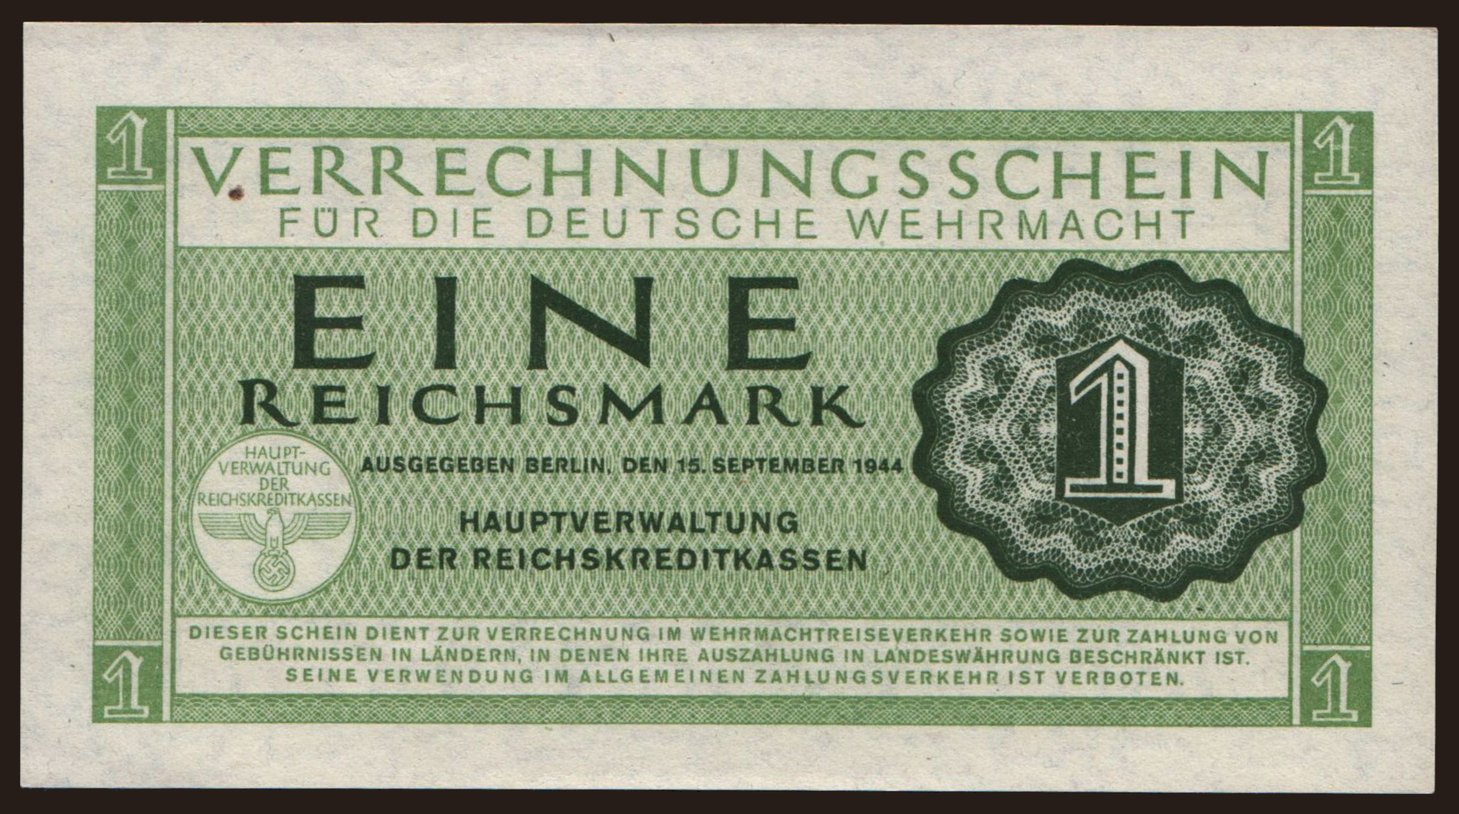 1
1
VERRECHNUNGSSCHEIN
FÜR DIE DEUTSCHE WEHRMACHT
EINE
REICHSMARK
1
HAUPT-
VERWALTUNG
DER
REICHSKREDITKASSEN
AUSGEGEBEN BERLIN, DEN 15. SEPTEMBER 1944
HAUPTVERWALTUNG
DER REICHSKREDITKASSEN
DIESER SCHEIN DIENT ZUR VERRECHNUNG IM WEHRMACHTREISEVERKEHR SOWIE ZUR ZAHLUNG VON
GEBÜHRNISSEN IN LÄNDERN, IN DENEN IHRE AUSZAHLUNG IN LANDESWÄHRUNG BESCHRÄNKT IST.
SEINE VERWENDUNG IM ALLGEMEINEN ZAHLUNGSVERKEHR IST VERBOTEN.
1
1